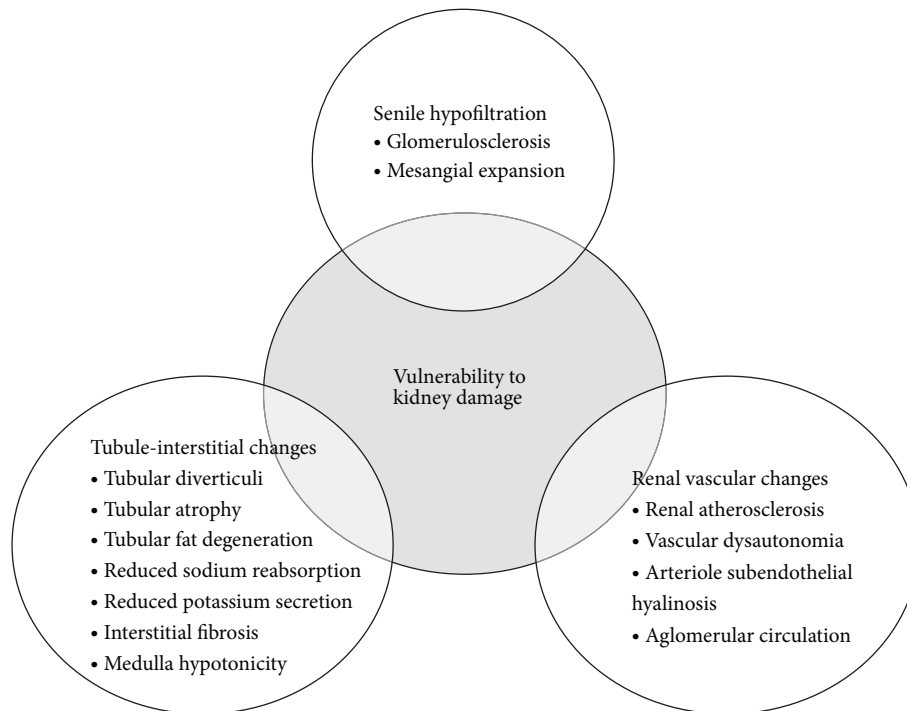 Senile hypofiltration
• Glomerulosclerosis
• Mesangial expansion
Vulnerability to
kidney damage
Tubule-interstitial changes
• Tubular diverticuli
• Tubular atrophy
• Tubular fat degeneration
• Reduced sodium reabsorption
• Reduced potassium secretion
• Interstitial fibrosis
• Medulla hypotonicity
Renal vascular changes
• Renal atherosclerosis
• Vascular dysautonomia
• Arteriole subendothelial
hyalinosis
• Aglomerular circulation